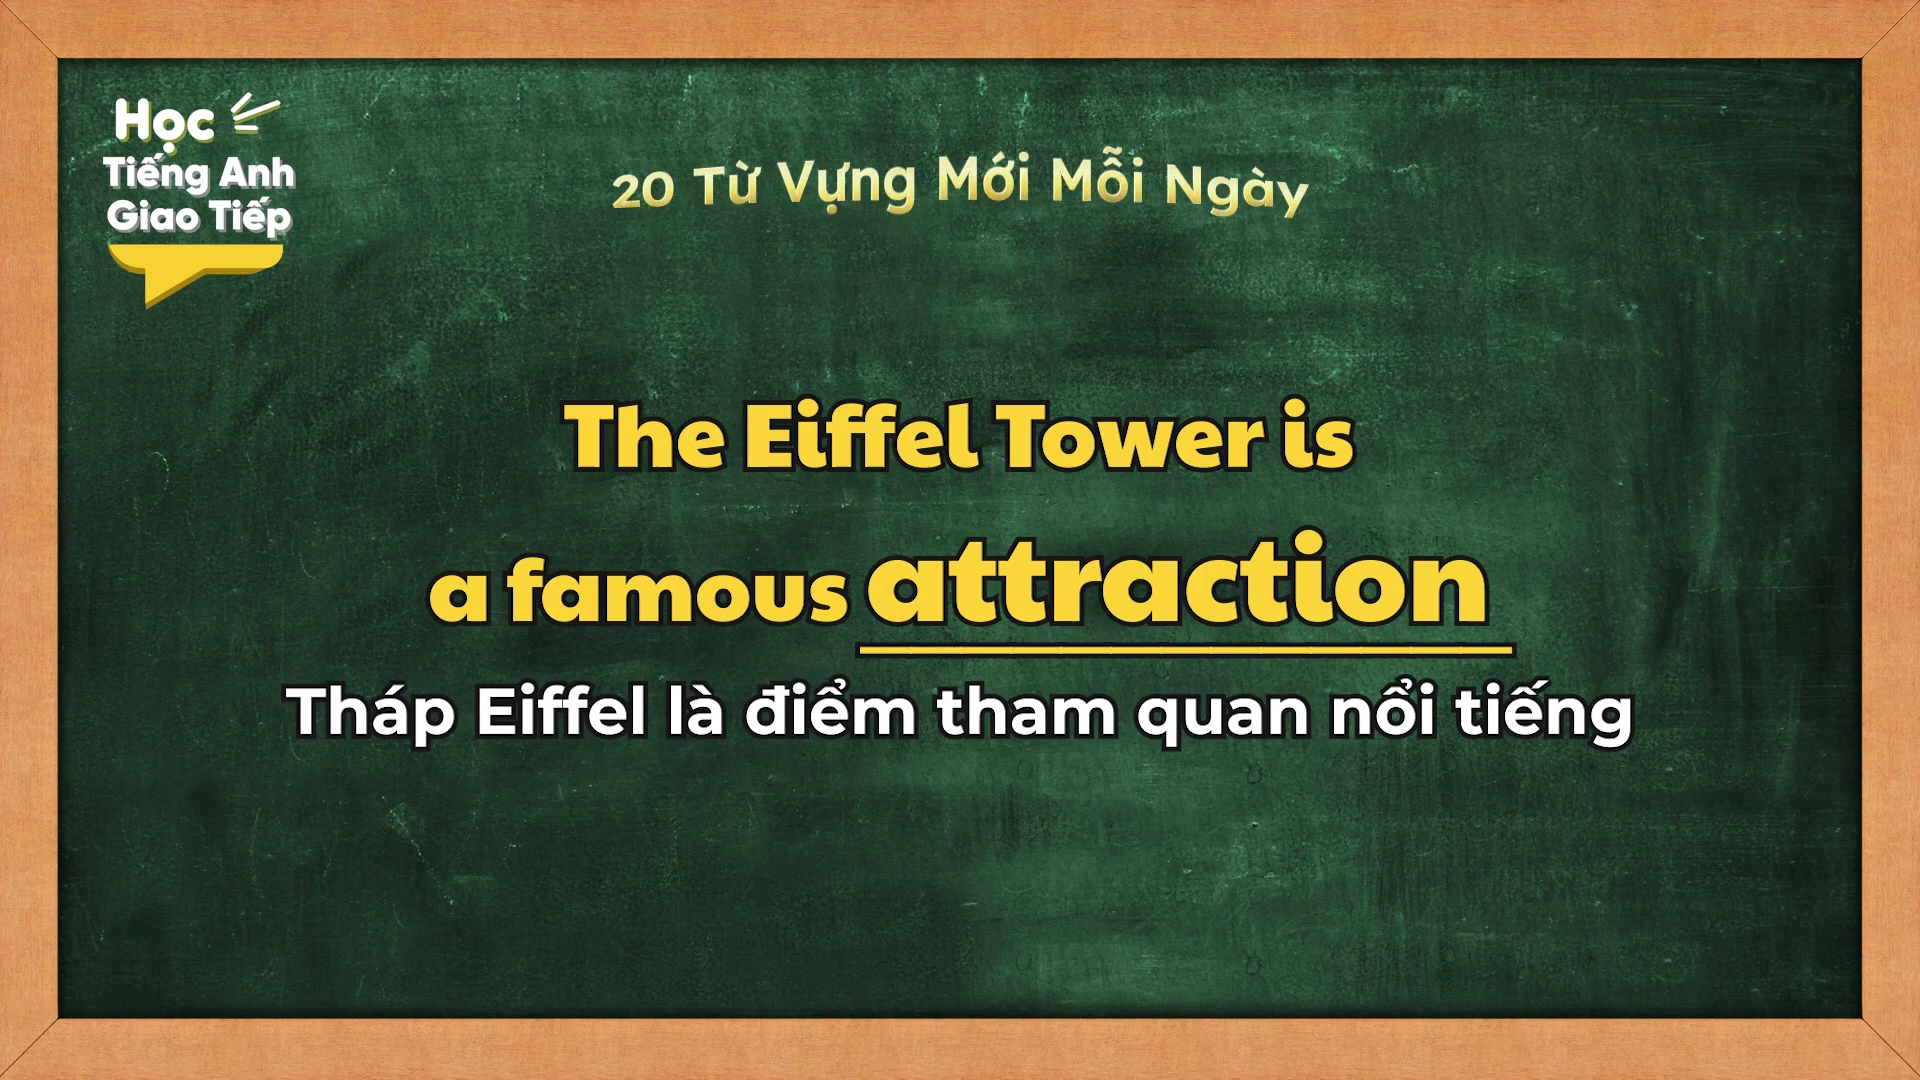 Học
Tiếng Anh
Giao Tiếp
20 Từ Vựng Mới Mỗi Ngày
The Eiffel Tower is
a famous attraction
Tháp Eiffel là điểm tham quan nổi tiếng